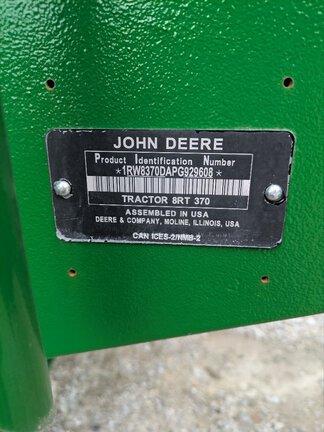 JOHN DEERE
Product Identification Number
*1RW8370DAPG929608*
TRACTOR 8RT 370
ASSEMBLED IN USA
DEERE & COMPANY, MOLINE, ILLINOIS, USA
CAN ICES-2/NMB-2